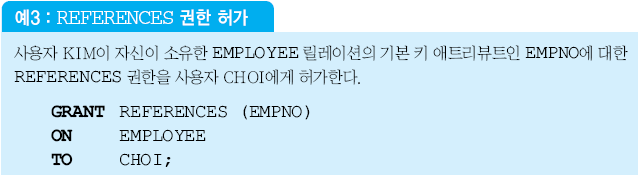 예3 : REFERENCES 권한 허가
사용자 KIM이 자신이 소유한 EMPLOYEE 릴레이션의 기본 키 애트리뷰트인 EMPNO에 대한
REFERENCES 권한을 사용자 CHOI에게 허가한다.
GRANT REFERENCES (EMPNO)
ON EMPLOYEE
TO CHOI;